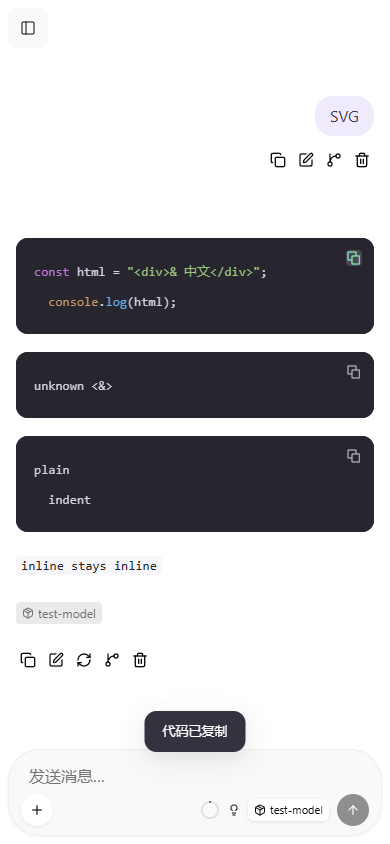 SVG
const html = "<div>& 中文</div>";
  console.log(html);
unknown <&>
plain
  indent
inline stays inline
test-model
代码已复制
发送消息...
test-model